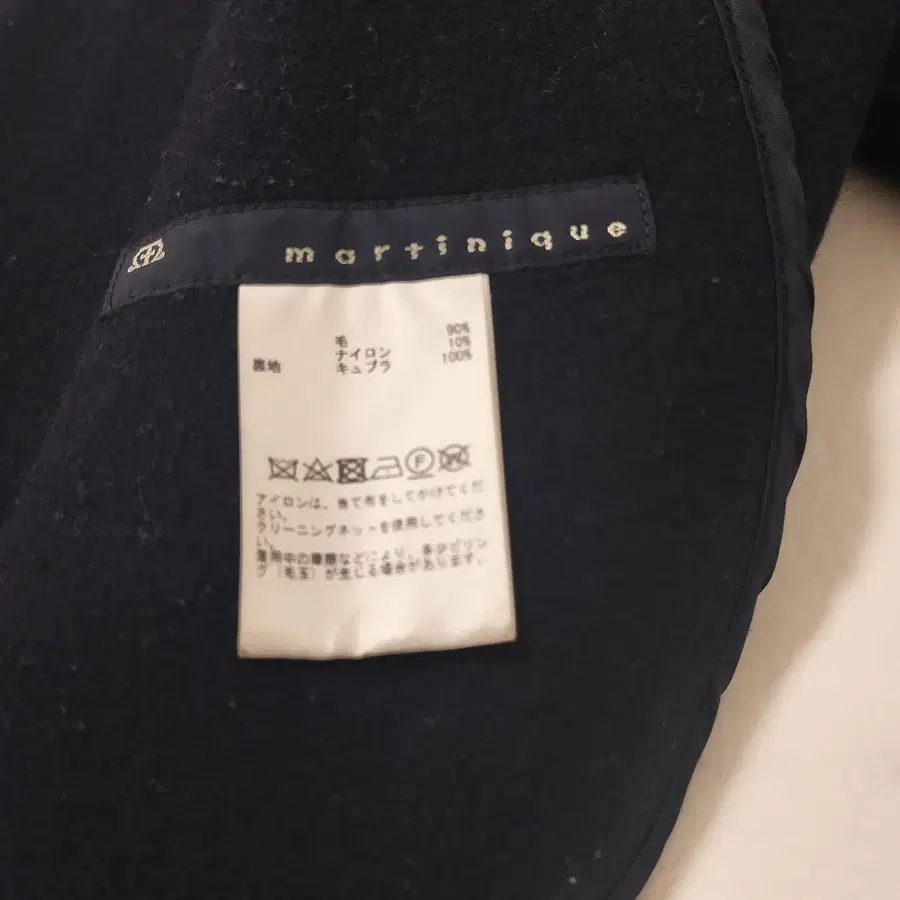 martinique
毛 90%
ナイロン 10%
裏地 キュプラ 100%
F
アイロンは、当て布をしてかけてくだ
さい。
クリーニングネットを使用してくださ
い。
着用中の摩擦などにより、多少ピリン
グ（毛玉）が生じる場合があります。